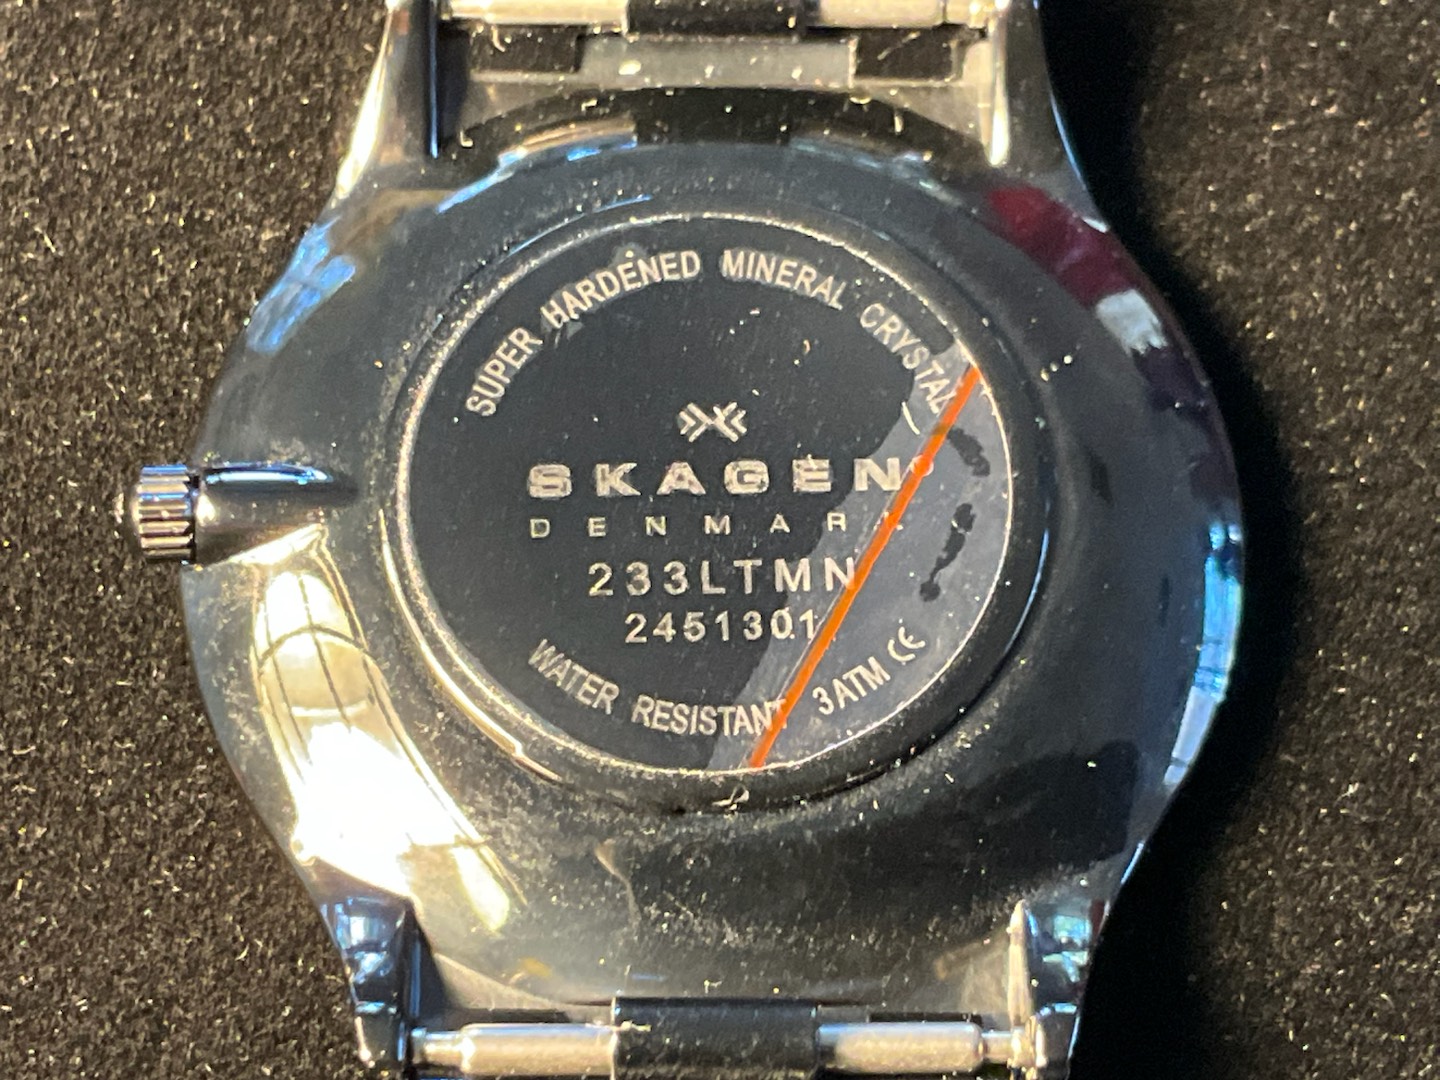 SUPER HARDENED MINERAL CRYSTAL
SKAGEN
DENMARK
233LTMN
2451301
WATER RESISTANT 3ATM CE